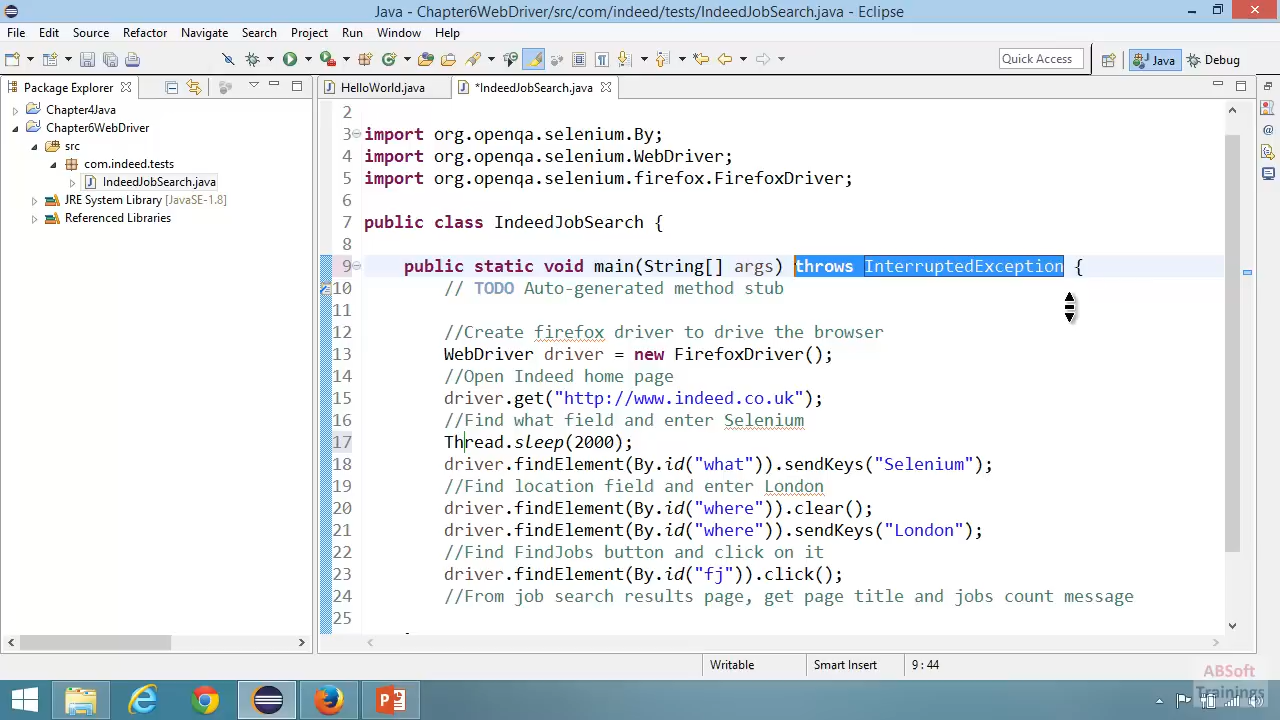 Java - Chapter6WebDriver/src/com/indeed/tests/IndeedJobSearch.java - Eclipse
File Edit Source Refactor Navigate Search Project Run Window Help
Quick Access Java Debug
Package Explorer
HelloWorld.java *IndeedJobSearch.java
Chapter4Java
Chapter6WebDriver
src
com.indeed.tests
IndeedJobSearch.java
JRE System Library [JavaSE-1.8]
Referenced Libraries
2
3 import org.openqa.selenium.By;
4 import org.openqa.selenium.WebDriver;
5 import org.openqa.selenium.firefox.FirefoxDriver;
6
7 public class IndeedJobSearch {
8
9 public static void main(String[] args) throws InterruptedException {
10 // TODO Auto-generated method stub
11
12 //Create firefox driver to drive the browser
13 WebDriver driver = new FirefoxDriver();
14 //Open Indeed home page
15 driver.get("http://www.indeed.co.uk");
16 //Find what field and enter Selenium
17 Thread.sleep(2000);
18 driver.findElement(By.id("what")).sendKeys("Selenium");
19 //Find location field and enter London
20 driver.findElement(By.id("where")).clear();
21 driver.findElement(By.id("where")).sendKeys("London");
22 //Find FindJobs button and click on it
23 driver.findElement(By.id("fj")).click();
24 //From job search results page, get page title and jobs count message
25
Writable Smart Insert 9 : 44
ABSoft
Trainings